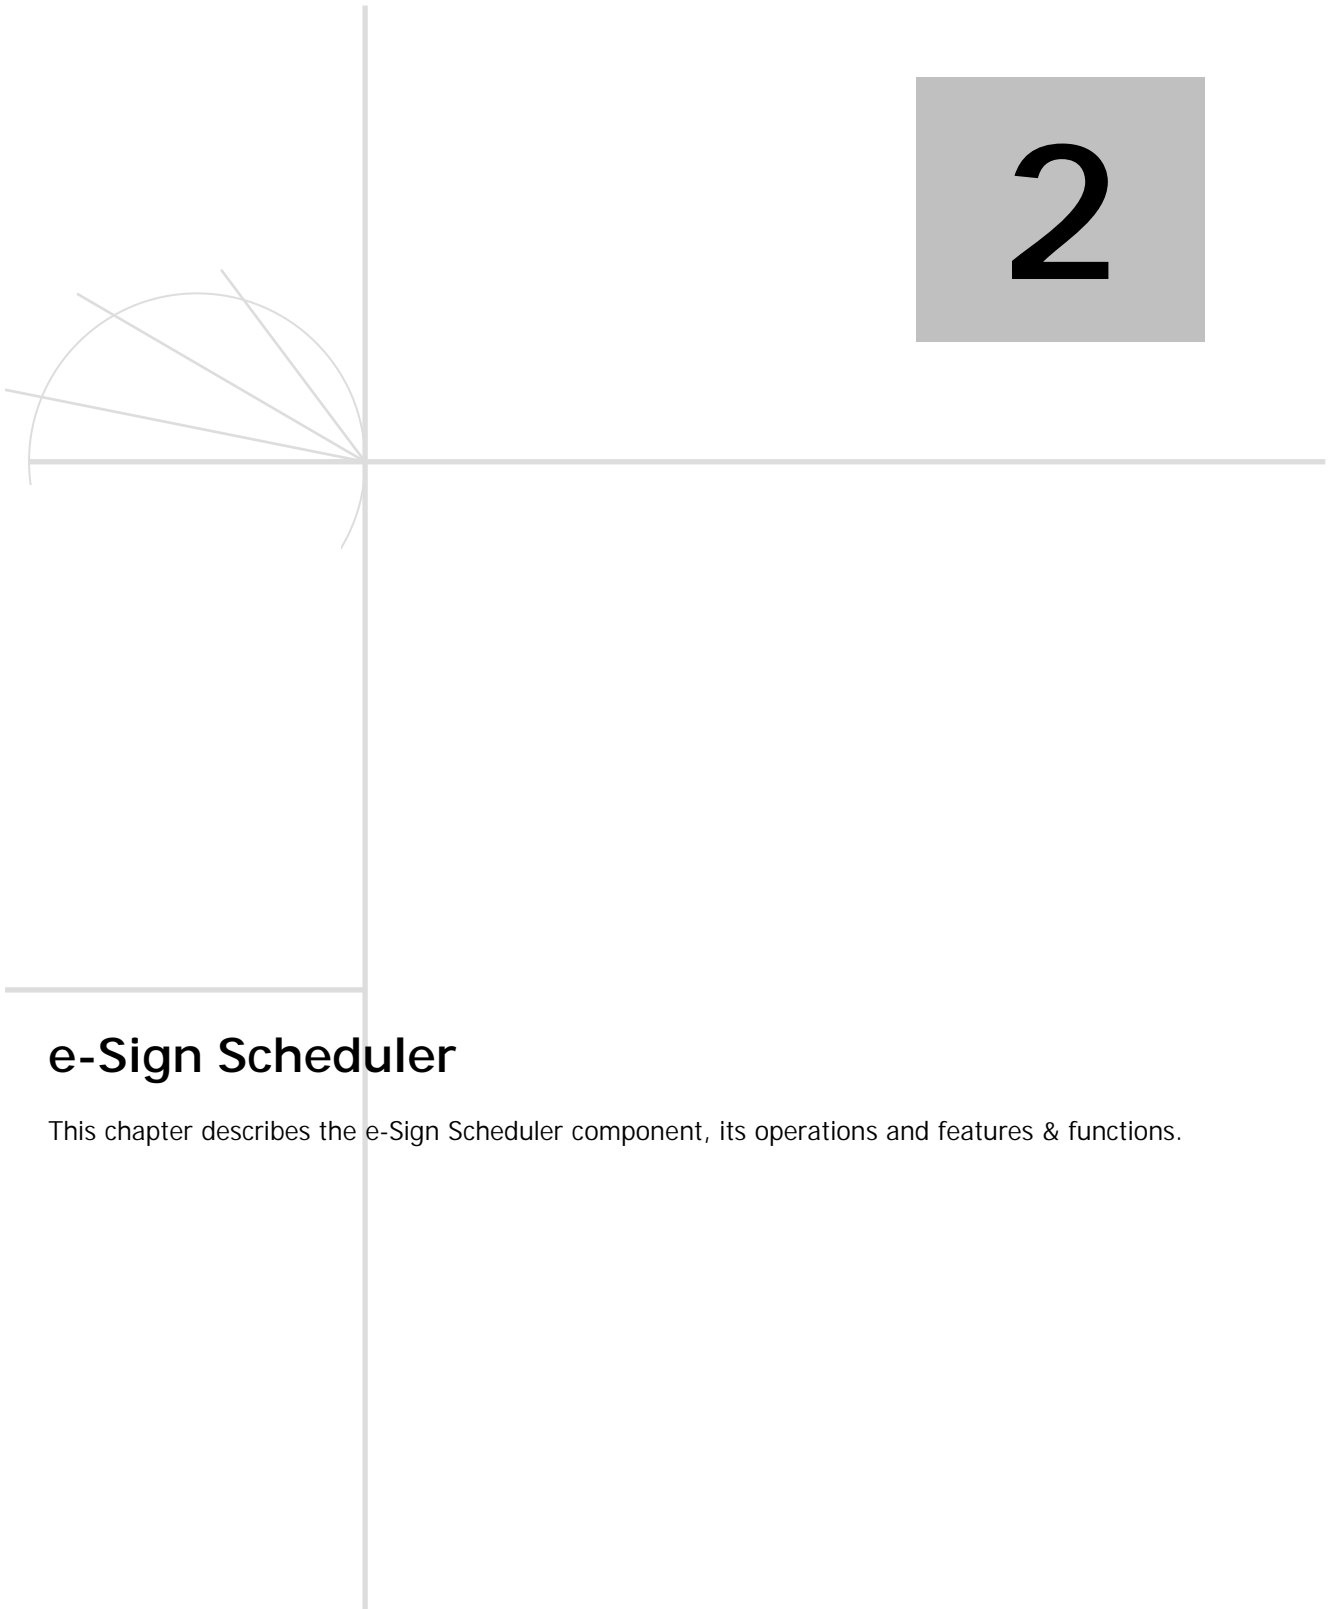 2
e-Sign Scheduler
This chapter describes the e-Sign Scheduler component, its operations and features & functions.